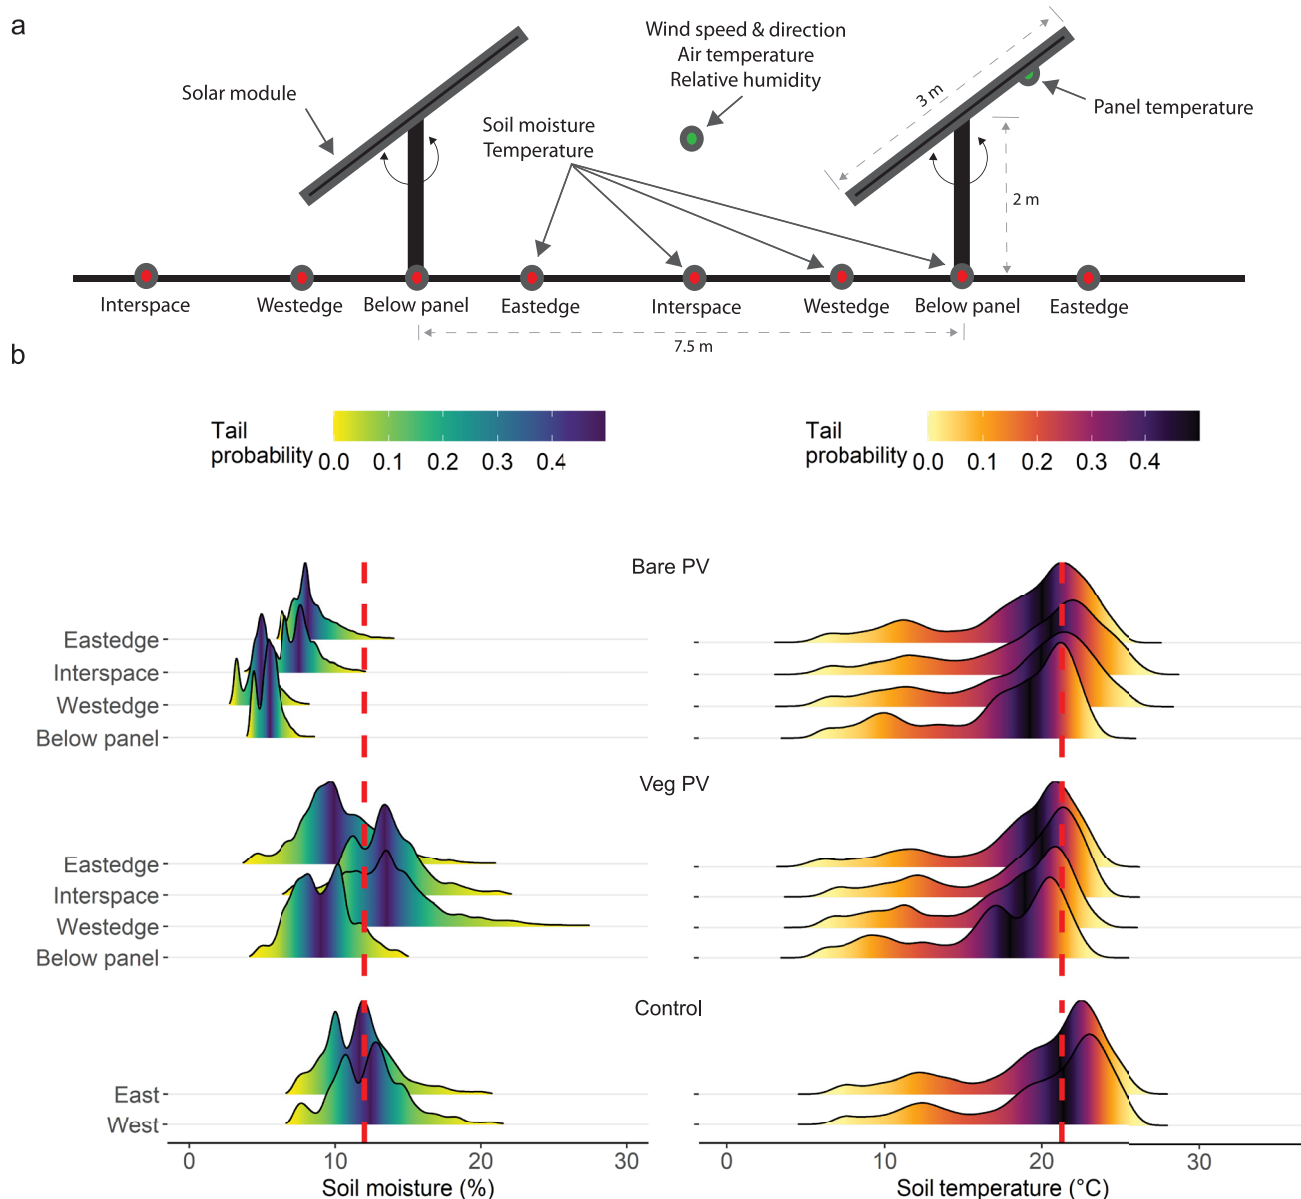 a
Wind speed & direction
Air temperature
Relative humidity
Solar module
3 m
Panel temperature
Soil moisture
Temperature
2 m
Interspace Westedge Below panel Eastedge Interspace Westedge Below panel Eastedge
7.5 m
b
Tail
probability 0.0 0.1 0.2 0.3 0.4
Tail
probability 0.0 0.1 0.2 0.3 0.4
Bare PV
Eastedge
Interspace
Westedge
Below panel
Veg PV
Eastedge
Interspace
Westedge
Below panel
Control
East
West
0 10 20 30
Soil moisture (%)
0 10 20 30
Soil temperature (°C)